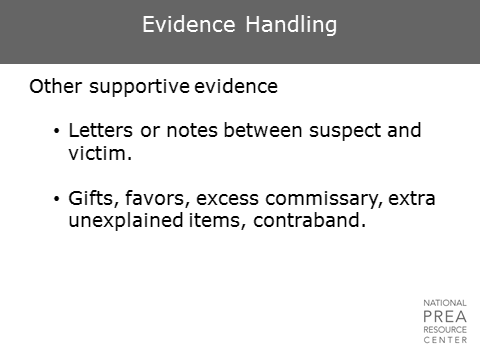 Evidence Handling
Other supportive evidence
• Letters or notes between suspect and
victim.
• Gifts, favors, excess commissary, extra
unexplained items, contraband.
NATIONAL
PREA
RESOURCE
CENTER